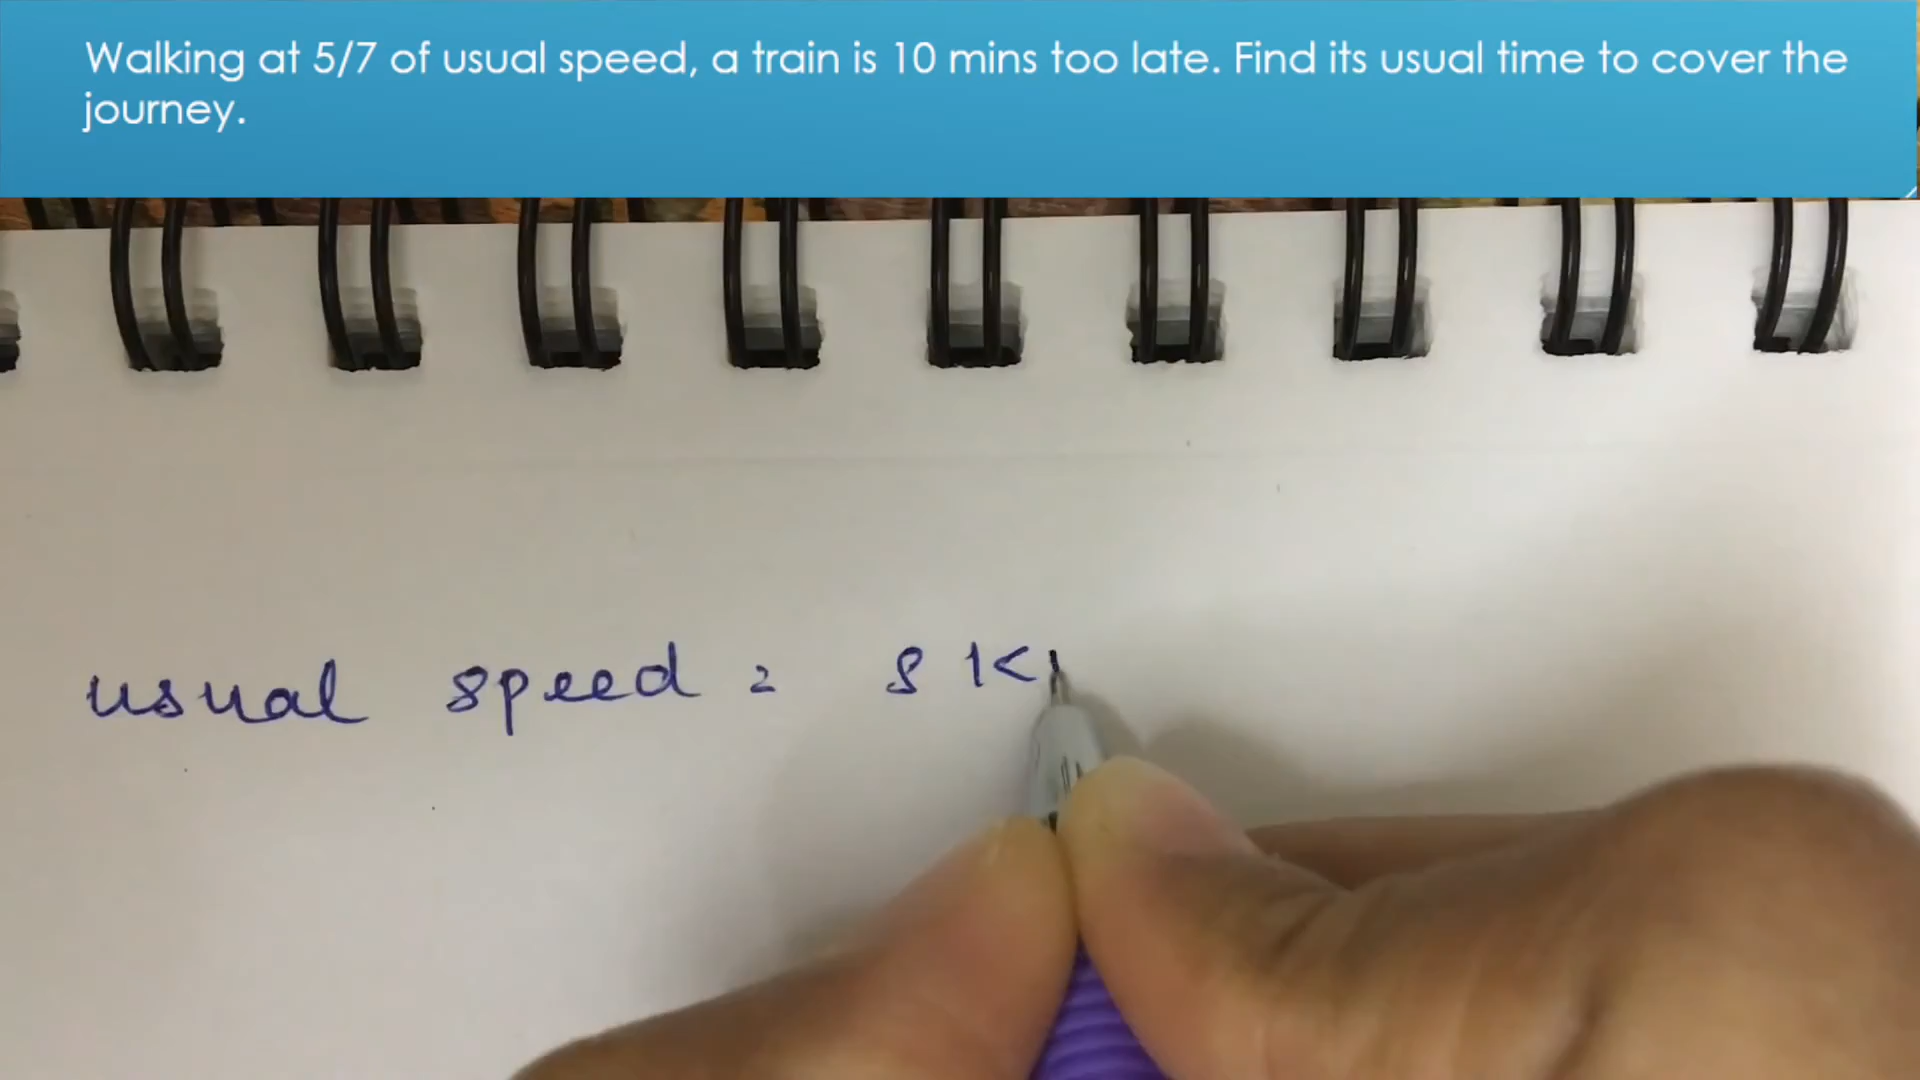 Walking at 5/7 of usual speed, a train is 10 mins too late. Find its usual time to cover the
journey.
usual speed = s K